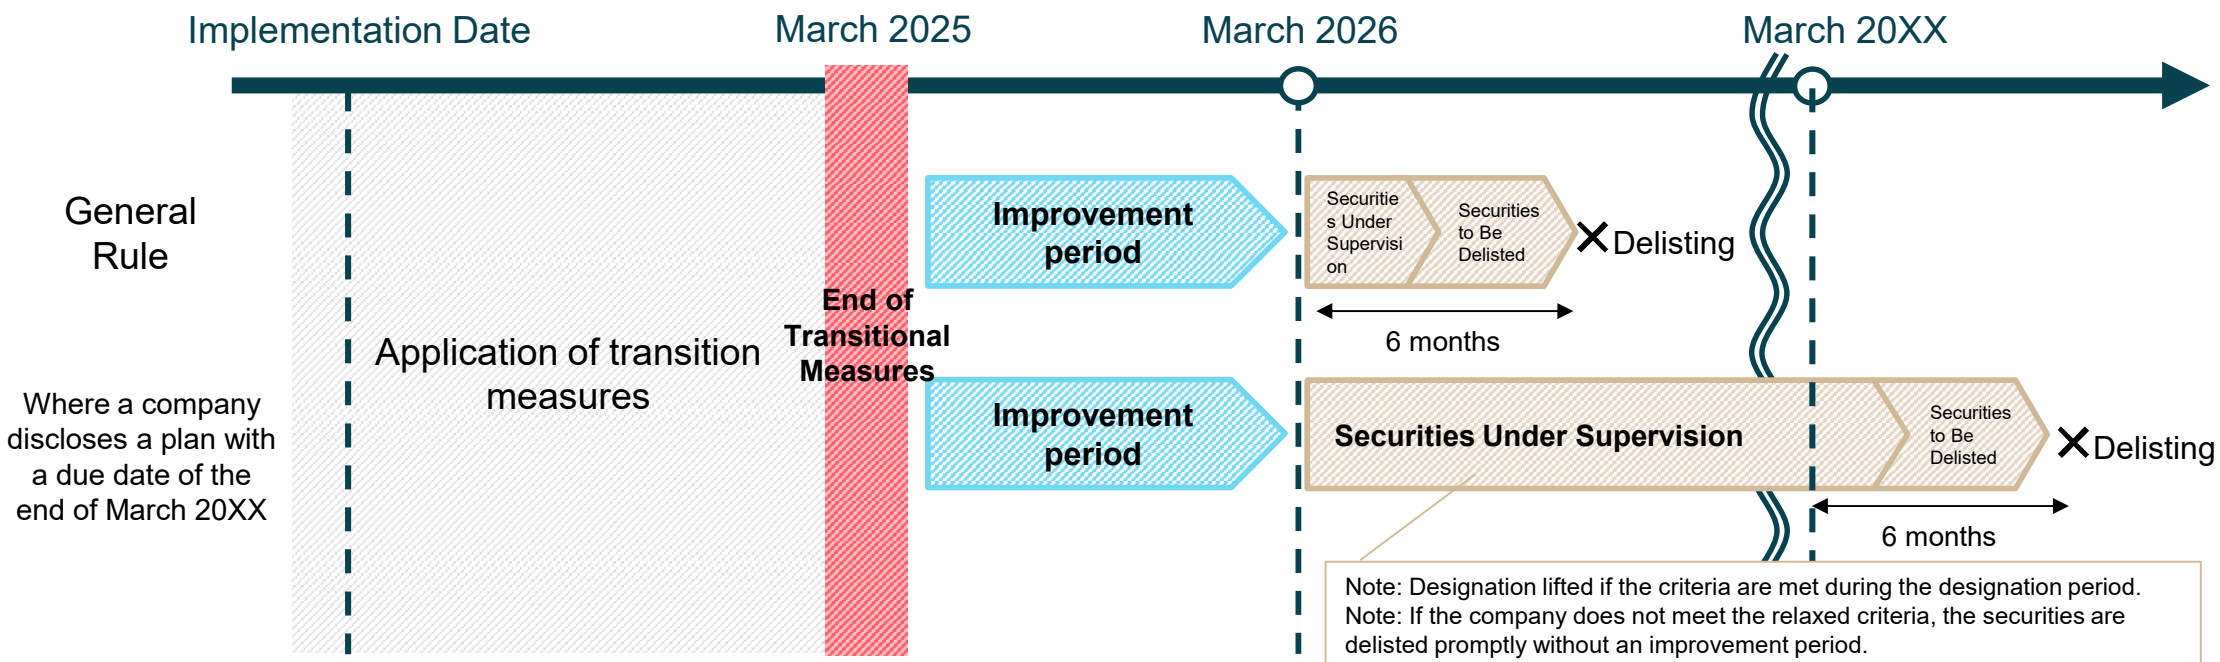 Implementation Date
March 2025
March 2026
March 20XX
General
Rule
Improvement
period
Securitie
s Under
Supervisi
on
Securities
to Be
Delisted
Delisting
6 months
End of
Transitional
Measures
Application of transition
measures
Where a company
discloses a plan with
a due date of the
end of March 20XX
Improvement
period
Securities Under Supervision
Securities
to Be
Delisted
Delisting
6 months
Note: Designation lifted if the criteria are met during the designation period.
Note: If the company does not meet the relaxed criteria, the securities are
delisted promptly without an improvement period.